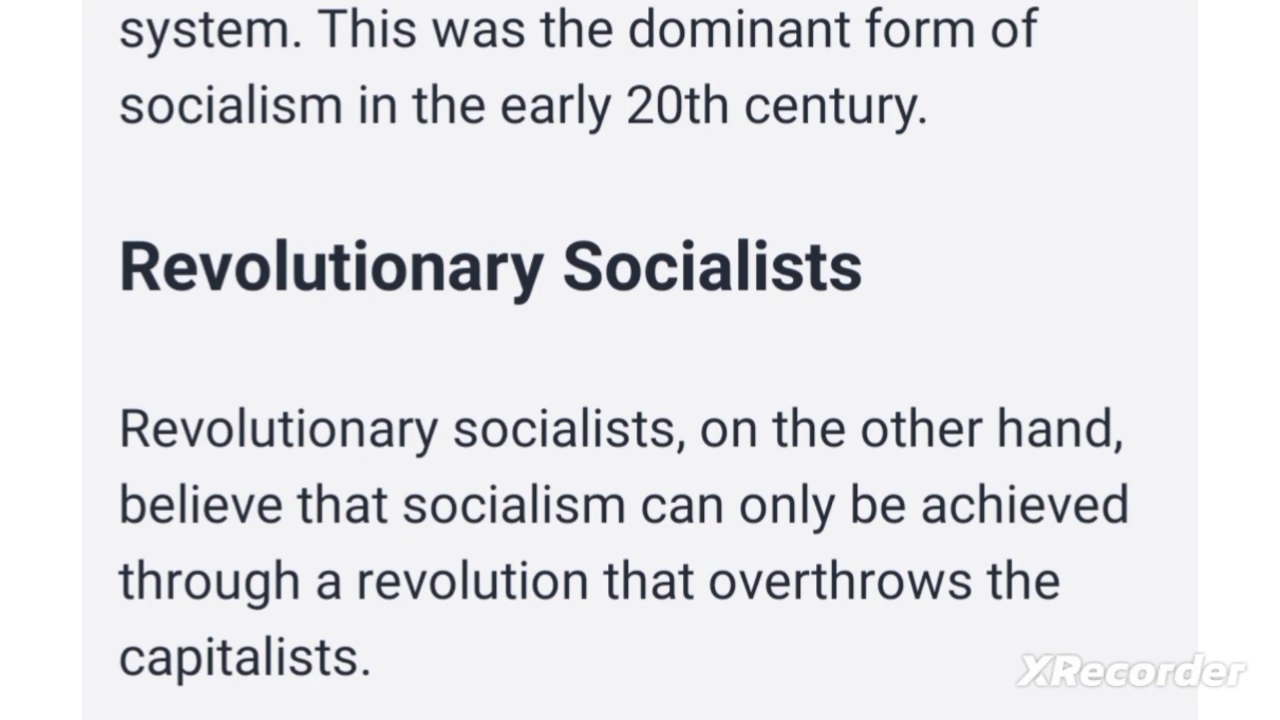 system. This was the dominant form of
socialism in the early 20th century.
Revolutionary Socialists
Revolutionary socialists, on the other hand,
believe that socialism can only be achieved
through a revolution that overthrows the
capitalists.
XRecorder